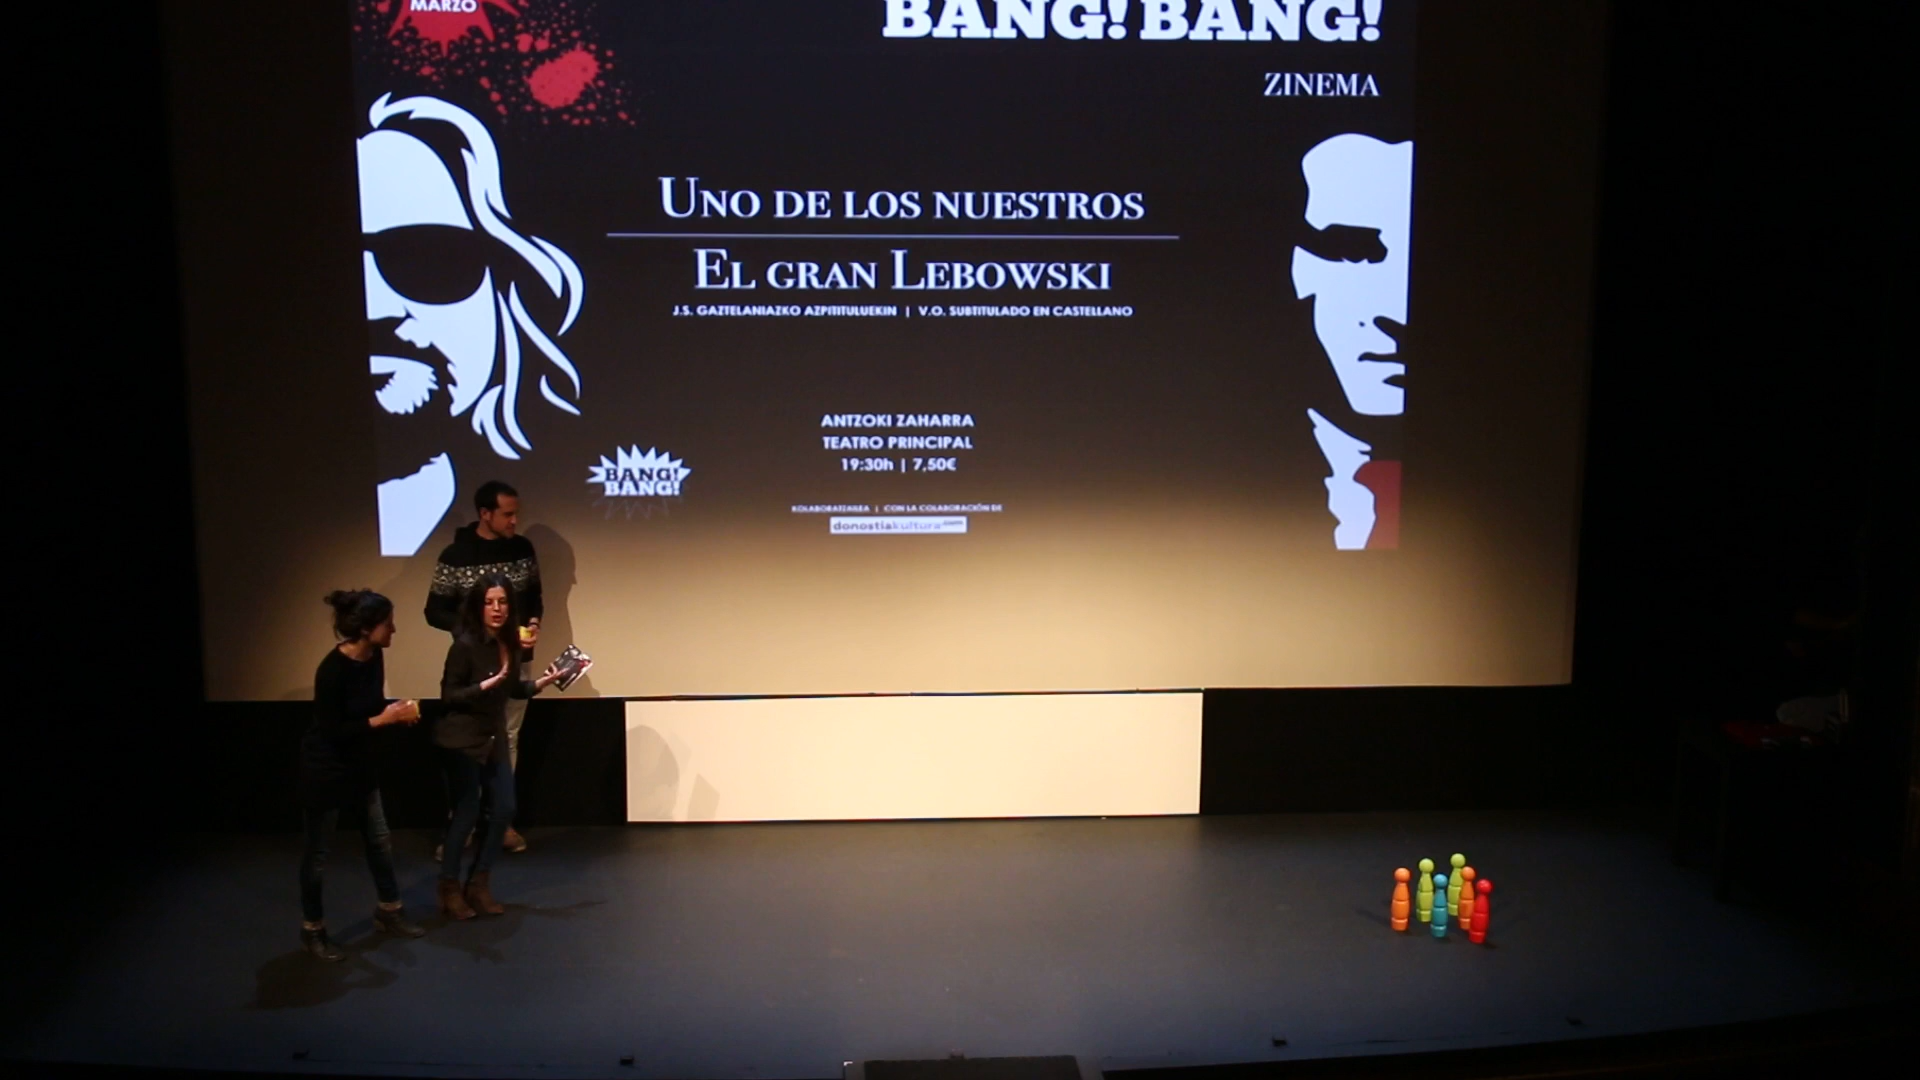 MARZO
BANG! BANG!
ZINEMA
UNO DE LOS NUESTROS
EL GRAN LEBOWSKI
J.S. GAZTELANIAZKO AZPITITULUEKIN | V.O. SUBTITULADO EN CASTELLANO
ANTZOKI ZAHARRA
TEATRO PRINCIPAL
19:30h | 7,50€
BANG!
BANG!
KOLABORATZAILEA | CON LA COLABORACIÓN DE
donostiakultura.com